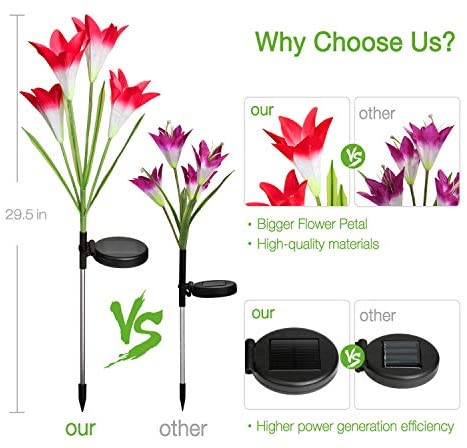 Why Choose Us?
our
other
VS
• Bigger Flower Petal
• High-quality materials
29.5 in
VS
our
other
VS
• Higher power generation efficiency
our
other